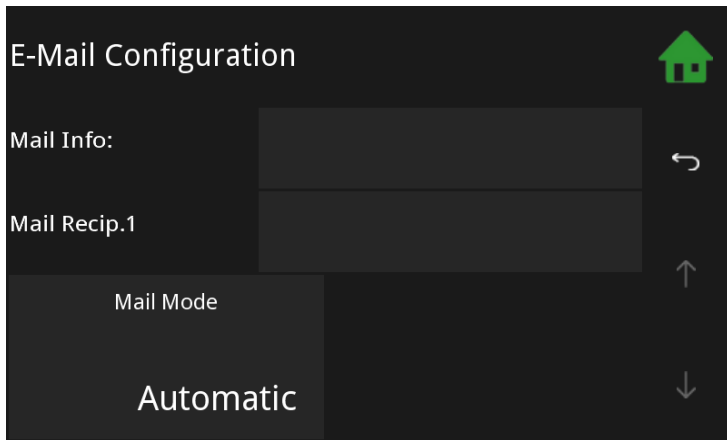 E-Mail Configuration
Mail Info:
Mail Recip.1
Mail Mode
Automatic